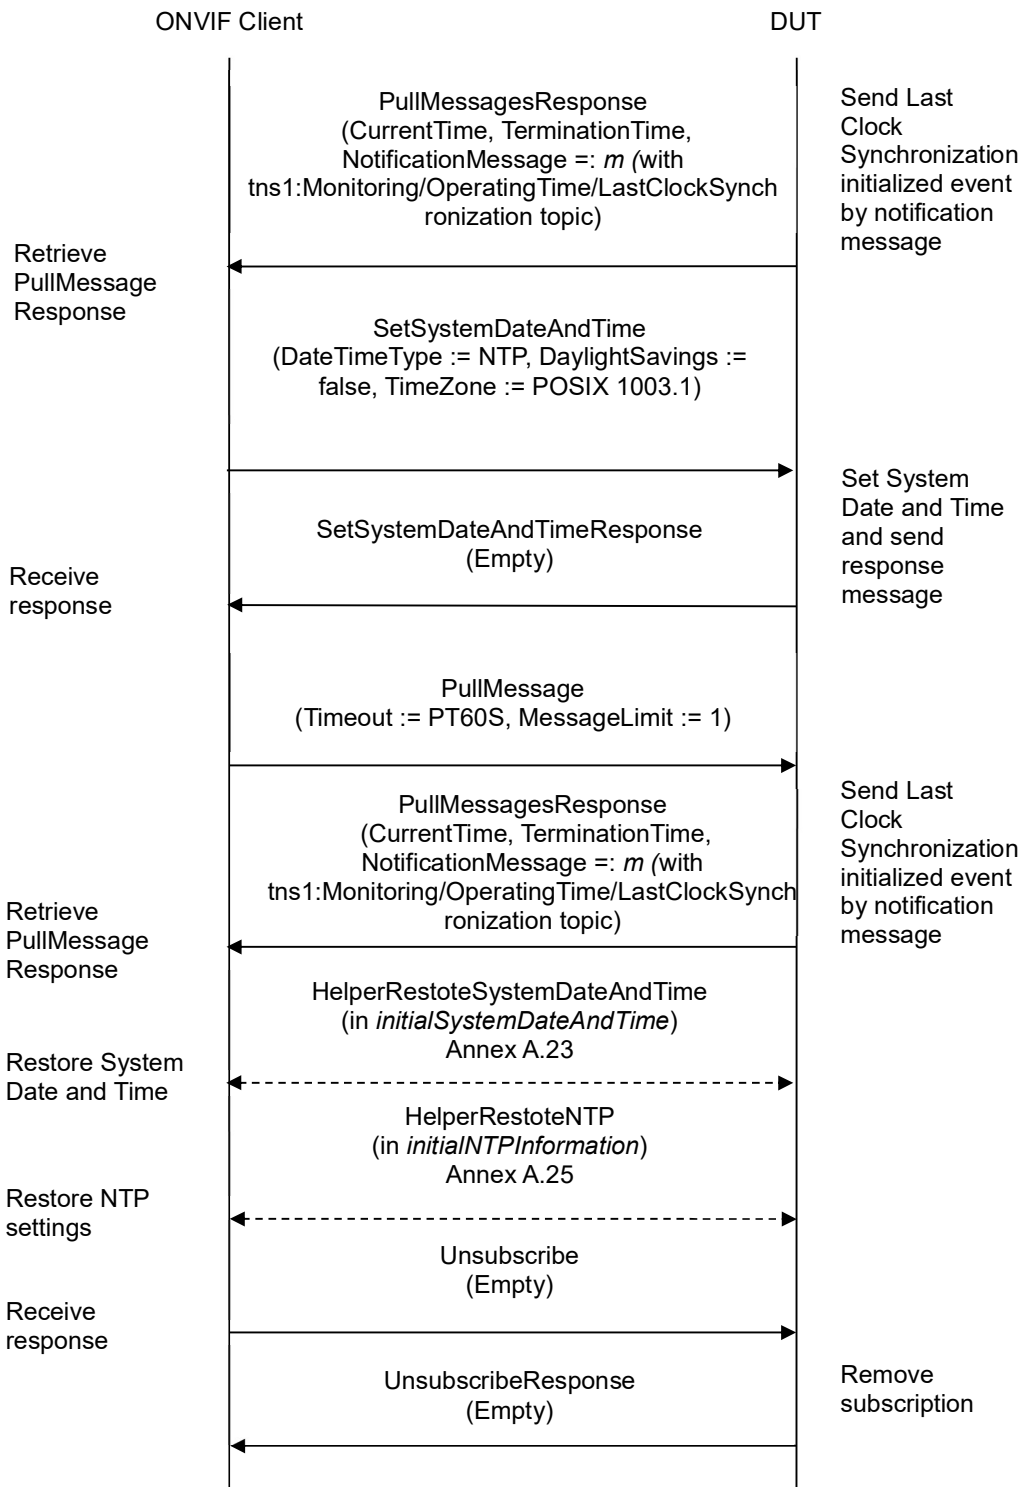 ONVIF Client
DUT
PullMessagesResponse
(CurrentTime, TerminationTime,
NotificationMessage =: m (with
tns1:Monitoring/OperatingTime/LastClockSynch
ronization topic)
Send Last
Clock
Synchronization
initialized event
by notification
message
Retrieve
PullMessage
Response
SetSystemDateAndTime
(DateTimeType := NTP, DaylightSavings :=
false, TimeZone := POSIX 1003.1)
Set System
Date and Time
and send
response
message
SetSystemDateAndTimeResponse
(Empty)
Receive
response
PullMessage
(Timeout := PT60S, MessageLimit := 1)
Send Last
Clock
Synchronization
initialized event
by notification
message
PullMessagesResponse
(CurrentTime, TerminationTime,
NotificationMessage =: m (with
tns1:Monitoring/OperatingTime/LastClockSynch
ronization topic)
Retrieve
PullMessage
Response
HelperRestoteSystemDateAndTime
(in initialSystemDateAndTime)
Annex A.23
Restore System
Date and Time
HelperRestoteNTP
(in initialNTPInformation)
Annex A.25
Restore NTP
settings
Unsubscribe
(Empty)
Receive
response
UnsubscribeResponse
(Empty)
Remove
subscription